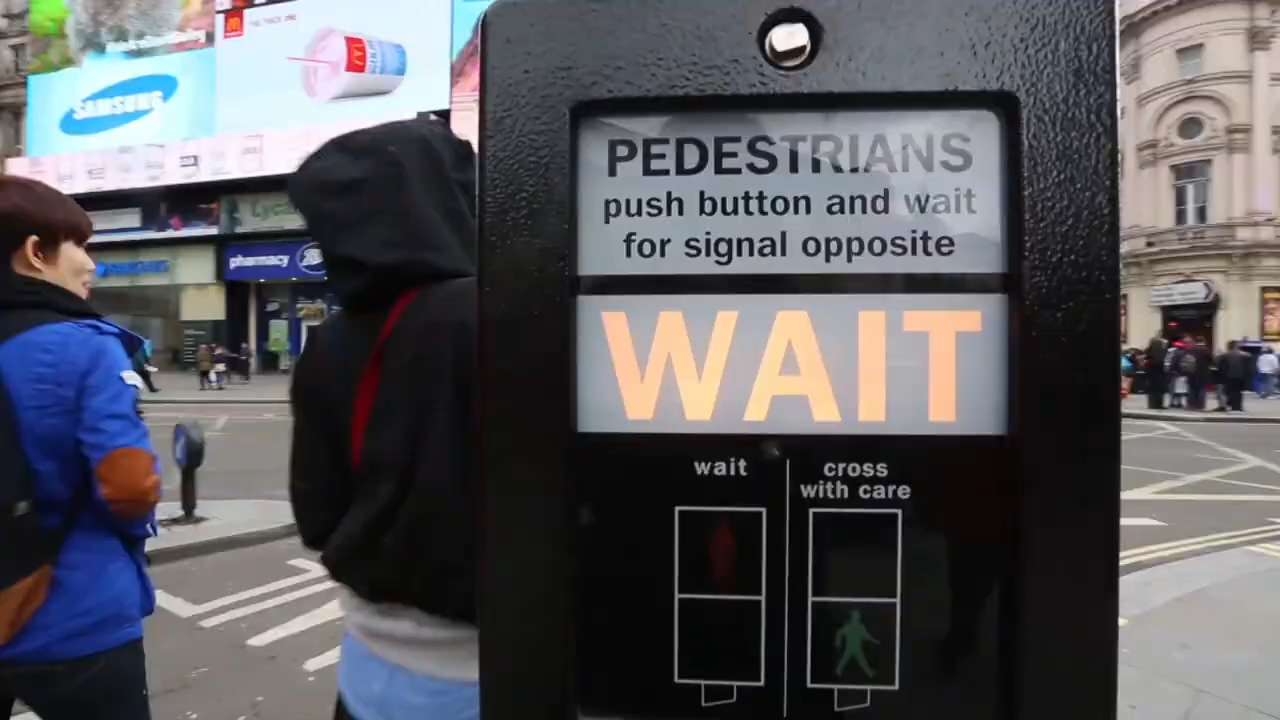 SAMSUNG
pharmacy
PEDESTRIANS
push button and wait
for signal opposite
WAIT
wait
cross
with care